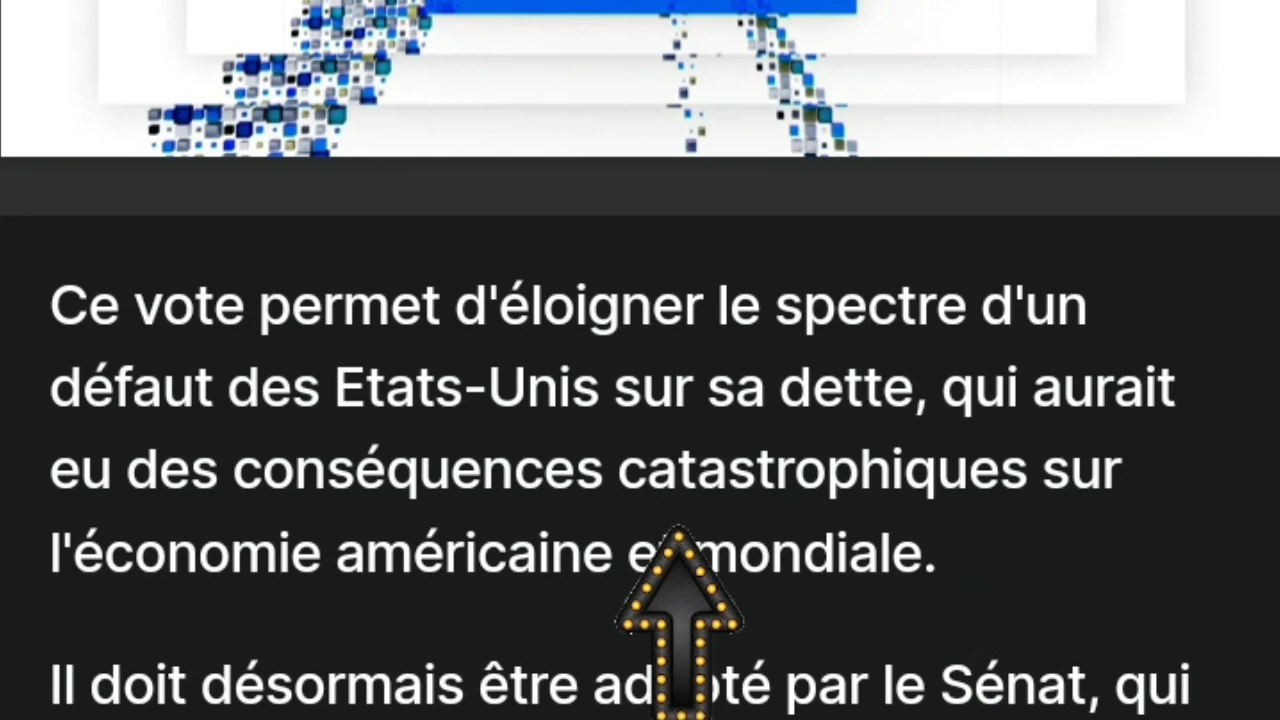 Ce vote permet d'éloigner le spectre d'un
défaut des Etats-Unis sur sa dette, qui aurait
eu des conséquences catastrophiques sur
l'économie américaine mondiale.
Il doit désormais être par le Sénat, qui